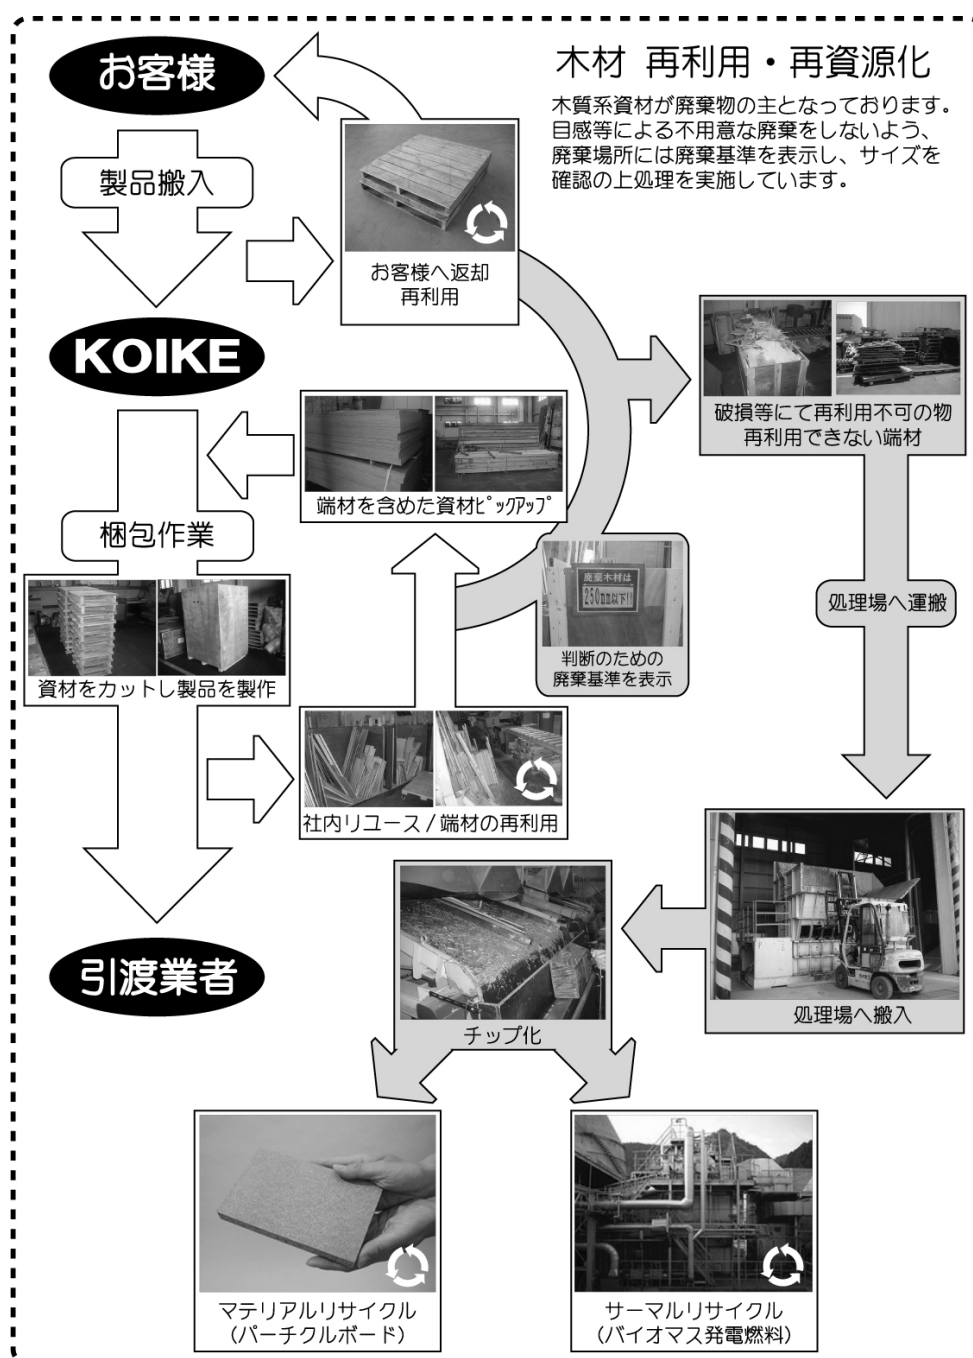 お客様
木材 再利用・再資源化
木質系資材が廃棄物の主となっております。
目感等による不用意な廃棄をしないよう、
廃棄場所には廃棄基準を表示し、サイズを
確認の上処理を実施しています。
製品搬入
お客様へ返却
再利用
KOIKE
破損等にて再利用不可の物
再利用できない端材
端材を含めた資材ﾋﾟｯｸｱｯﾌﾟ
梱包作業
廃棄木材は
250mm以下!!
判断のための
廃棄基準を表示
処理場へ運搬
資材をカットし製品を製作
社内リユース/端材の再利用
引渡業者
チップ化
処理場へ搬入
マテリアルリサイクル
(パーチクルボード)
サーマルリサイクル
(バイオマス発電燃料)